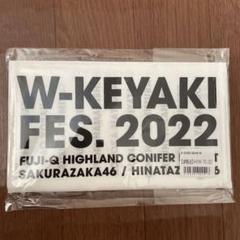 W-KEYAKI
FES. 2022
FUJI-Q HIGHLAND CONIFER
SAKURAZAKA46 / HINATAZ